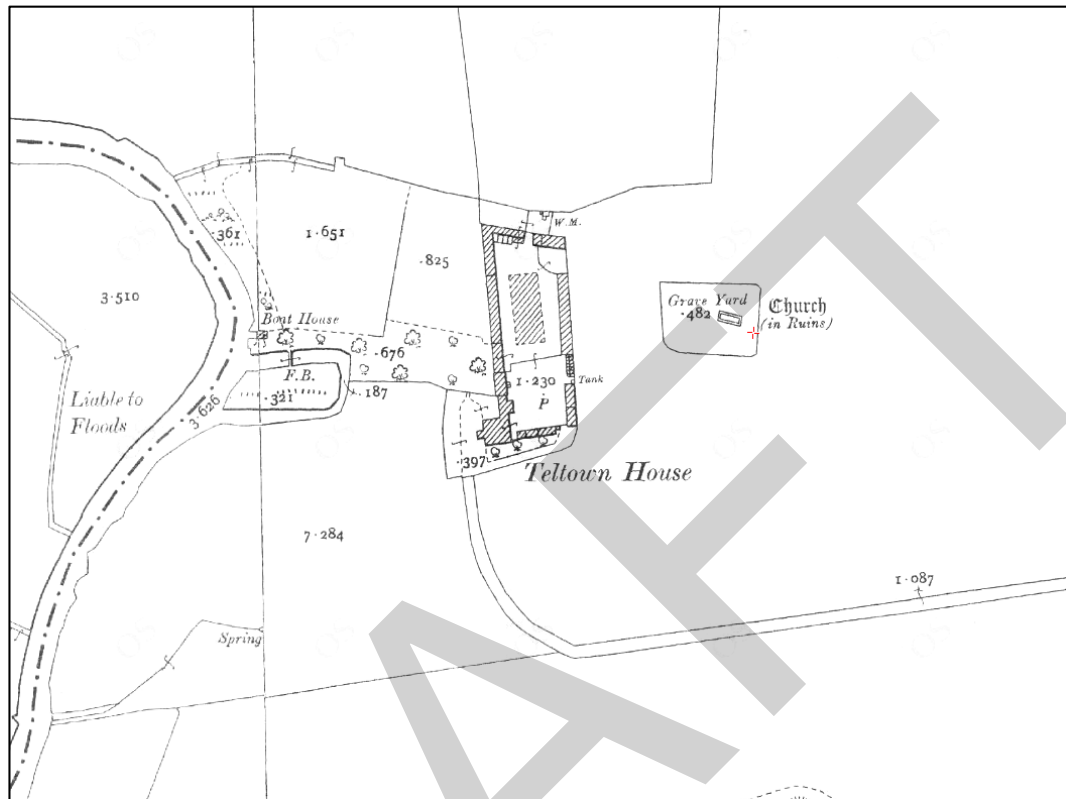 W.M.
·361
1·651
·825
3·510
Grave Yard
·482
Church
(in Ruins)
Boat House
·676
F.B.
·321
·187
1·230
P
Tank
Liable to
Floods
3·626
·397
Teltown House
7·284
1·087
Spring
AFT